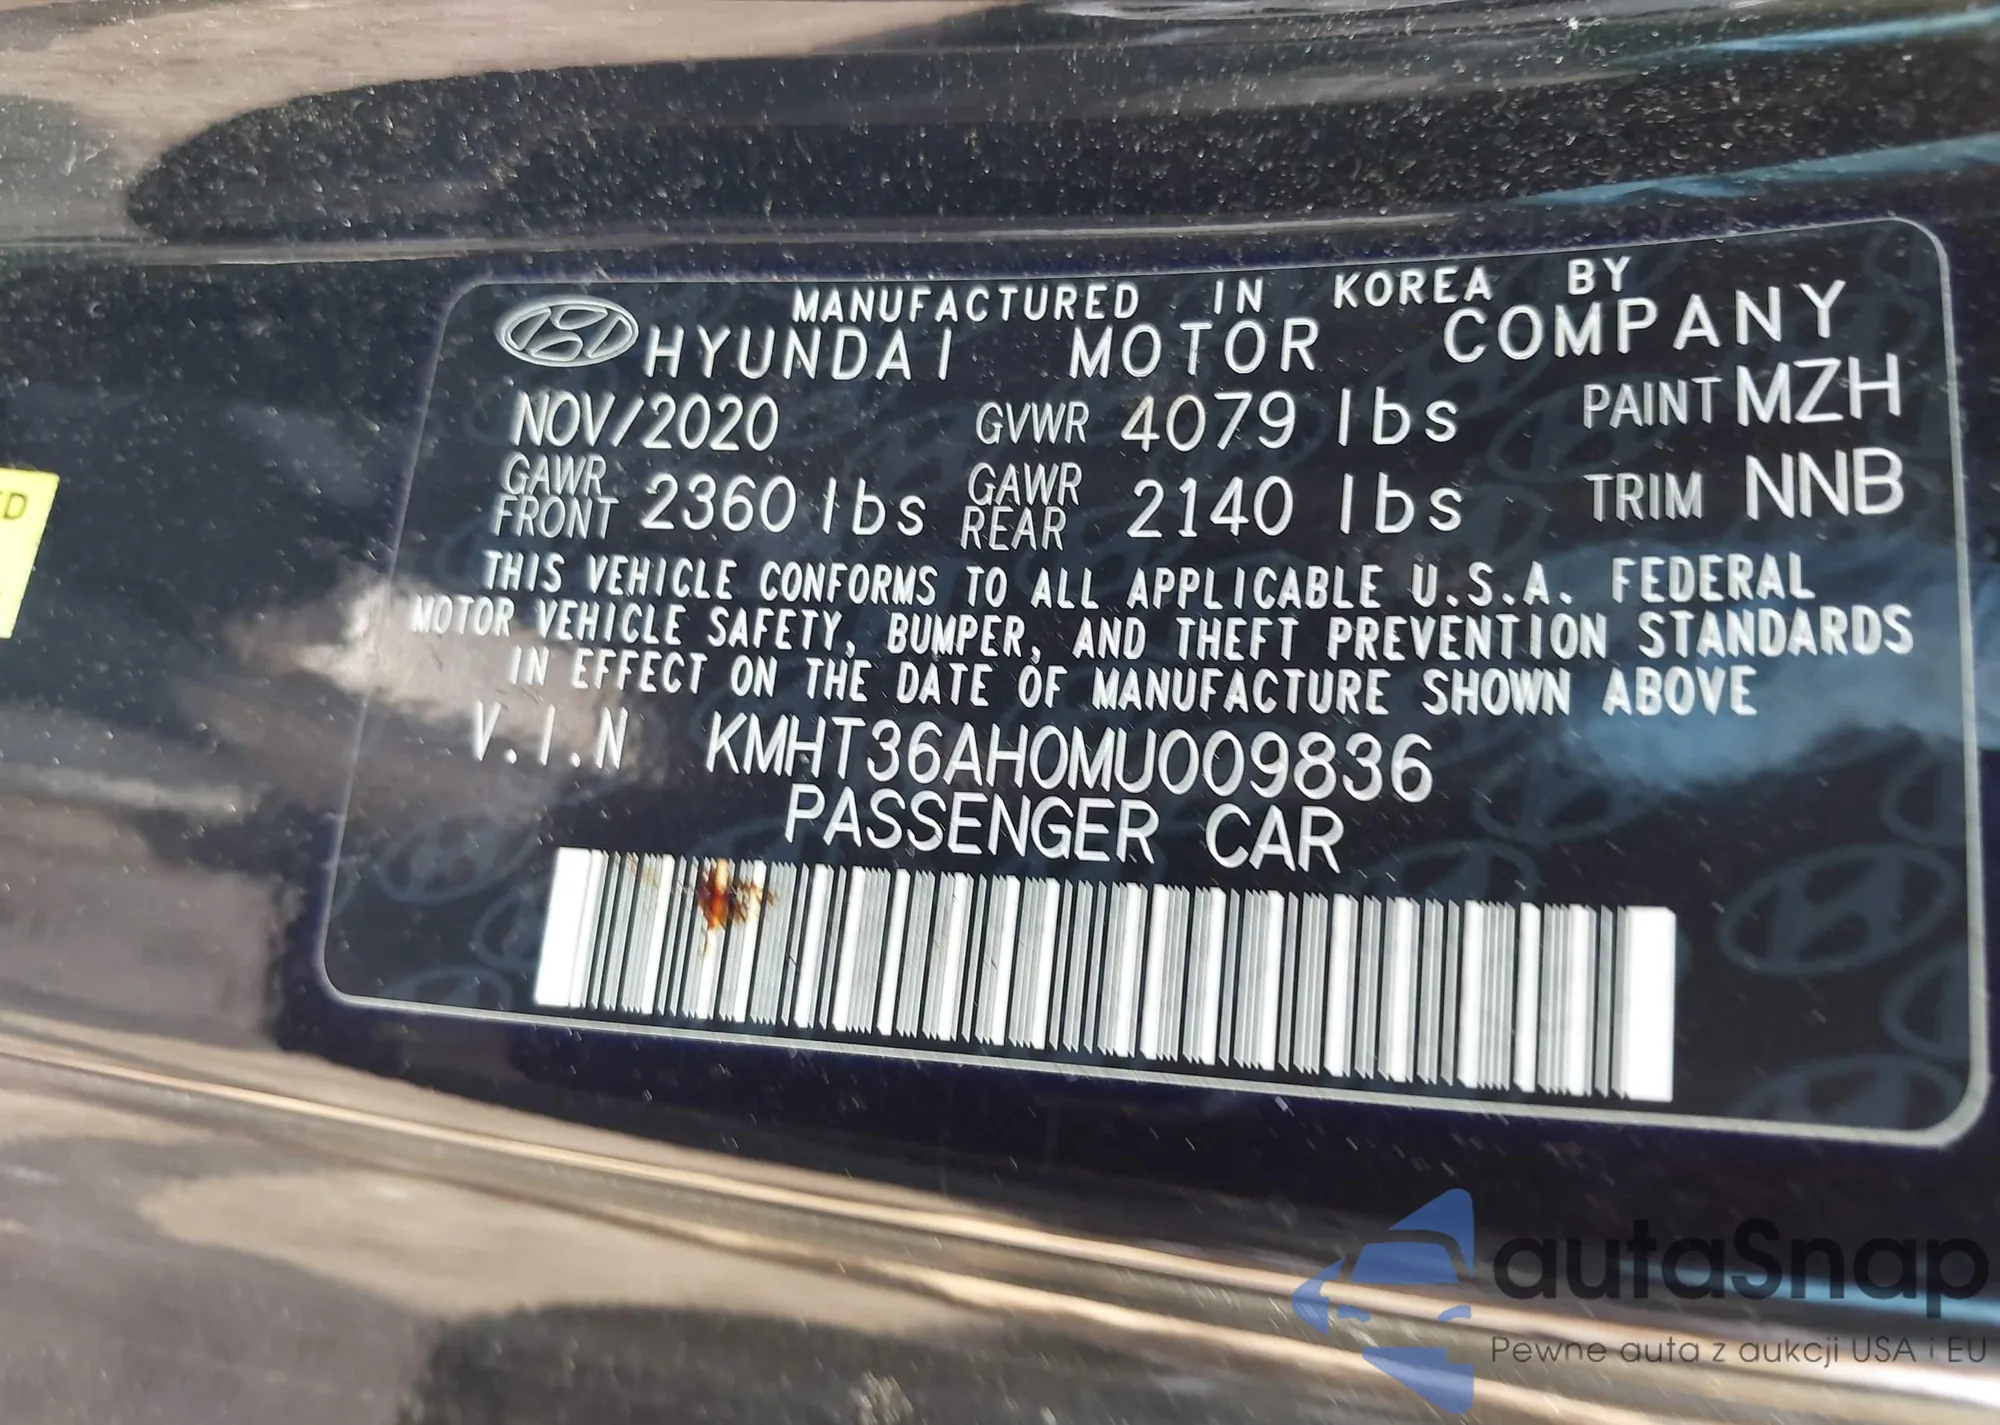 MANUFACTURED IN KOREA BY
HYUNDAI MOTOR COMPANY
NOV/2020 GVWR 4079 lbs PAINT MZH
GAWR FRONT 2360 lbs GAWR REAR 2140 lbs TRIM NNB
THIS VEHICLE CONFORMS TO ALL APPLICABLE U.S.A. FEDERAL
MOTOR VEHICLE SAFETY, BUMPER, AND THEFT PREVENTION STANDARDS
IN EFFECT ON THE DATE OF MANUFACTURE SHOWN ABOVE
V.I.N KMHT36AH0MU009836
PASSENGER CAR
autaSnap
Pewne auta z aukcji USA i EU